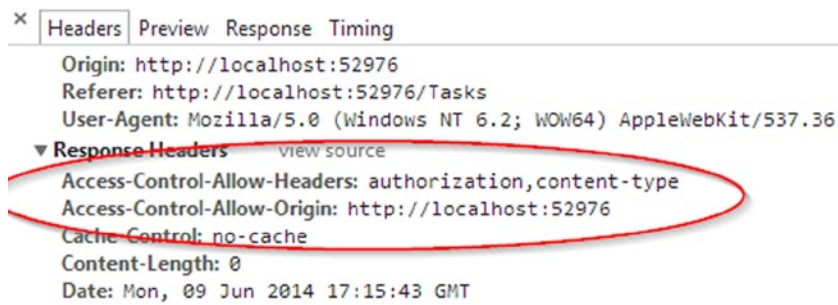 × Headers Preview Response Timing
Origin: http://localhost:52976
Referer: http://localhost:52976/Tasks
User-Agent: Mozilla/5.0 (Windows NT 6.2; WOW64) AppleWebKit/537.36
▼ Response Headers view source
Access-Control-Allow-Headers: authorization,content-type
Access-Control-Allow-Origin: http://localhost:52976
Cache-Control: no-cache
Content-Length: 0
Date: Mon, 09 Jun 2014 17:15:43 GMT